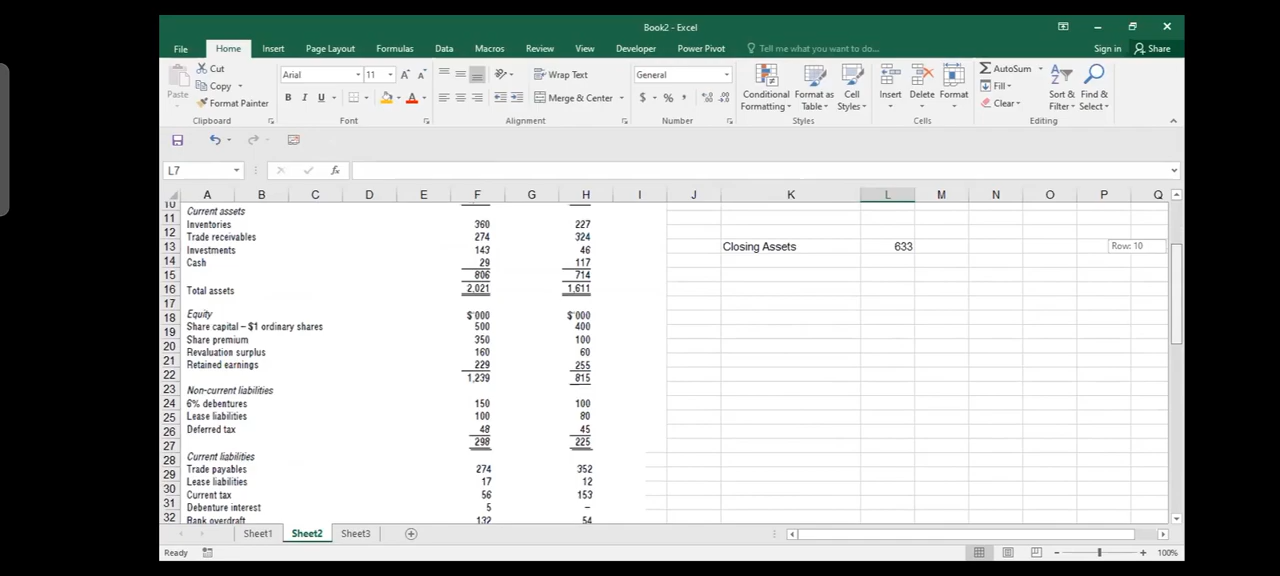 Book2 - Excel
File Home Insert Page Layout Formulas Data Macros Review View Developer Power Pivot Tell me what you want to do... Sign in Share
Cut
Copy
Format Painter
Paste
Clipboard
Arial 11
B I U
Font
Wrap Text
Merge & Center
Alignment
General
$ % ,
Number
Conditional Formatting
Format as Table
Cell Styles
Styles
Insert Delete Format
Cells
AutoSum
Fill
Clear
Sort & Filter
Find & Select
Editing
L7 fx
A B C D E F G H I J K L M N O P Q
10
11 Current assets
12 Inventories 360 227
13 Trade receivables 274 324 Closing Assets 633 Row: 10
14 Investments 143 46
Cash 29 117
15 806 714
16 Total assets 2,021 1,611
17
18 Equity $'000 $'000
19 Share capital – $1 ordinary shares 500 400
20 Share premium 350 100
21 Revaluation surplus 160 60
Retained earnings 229 255
22 1,239 815
23 Non-current liabilities
24 6% debentures 150 100
25 Lease liabilities 100 80
26 Deferred tax 48 45
27 298 225
28 Current liabilities
29 Trade payables 274 352
30 Lease liabilities 17 12
31 Current tax 56 153
Debenture interest 5 –
32 Bank overdraft 132 54
Sheet1 Sheet2 Sheet3
Ready 100%